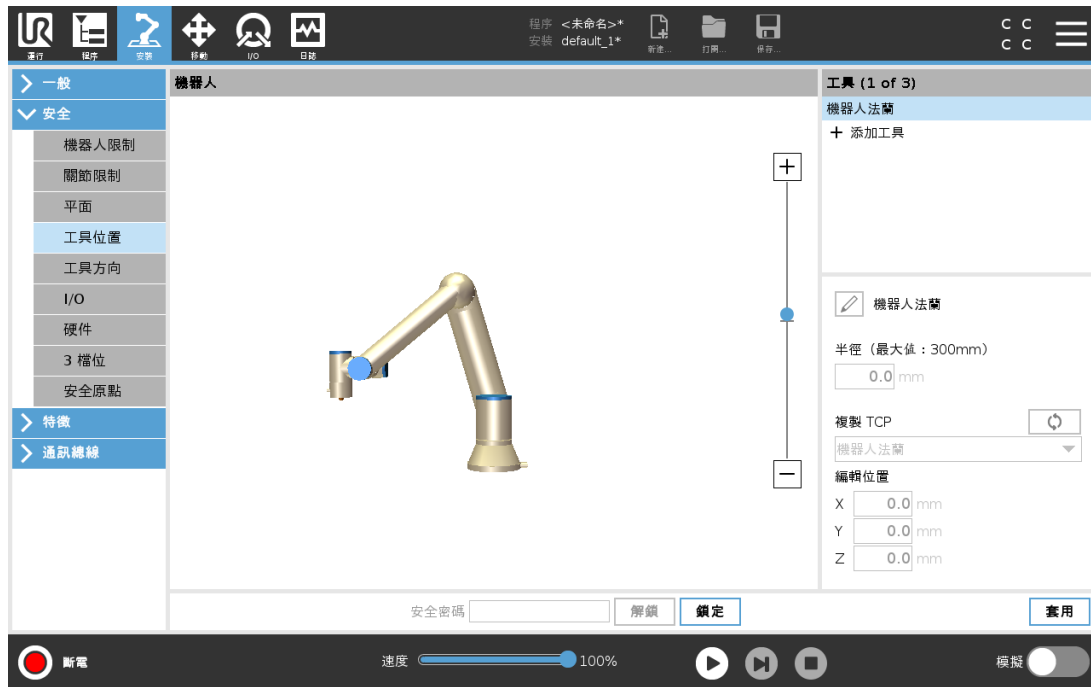 UR
運行
程序
安裝
移動
I/O
日誌
程序 <未命名>*
安裝 default_1*
新建...
打開...
保存...
C C
C C
一般
安全
機器人限制
關節限制
平面
工具位置
工具方向
I/O
硬件
3 檔位
安全原點
特徵
通訊總線
機器人
工具 (1 of 3)
機器人法蘭
添加工具
機器人法蘭
半徑（最大值：300mm）
0.0 mm
複製 TCP
機器人法蘭
編輯位置
X 0.0 mm
Y 0.0 mm
Z 0.0 mm
安全密碼
解鎖
鎖定
套用
斷電
速度
100%
模擬